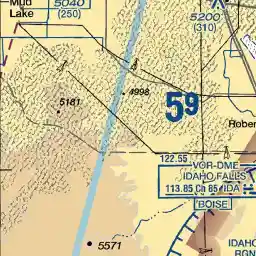 5040
(250)
Mud
Lake
5200
(310)
4998
5181
59
Rober
122.55
VOR-DME
IDAHO FALLS
113.85 Ch 85 IDA
BOISE
5571
IDAHO
RGN